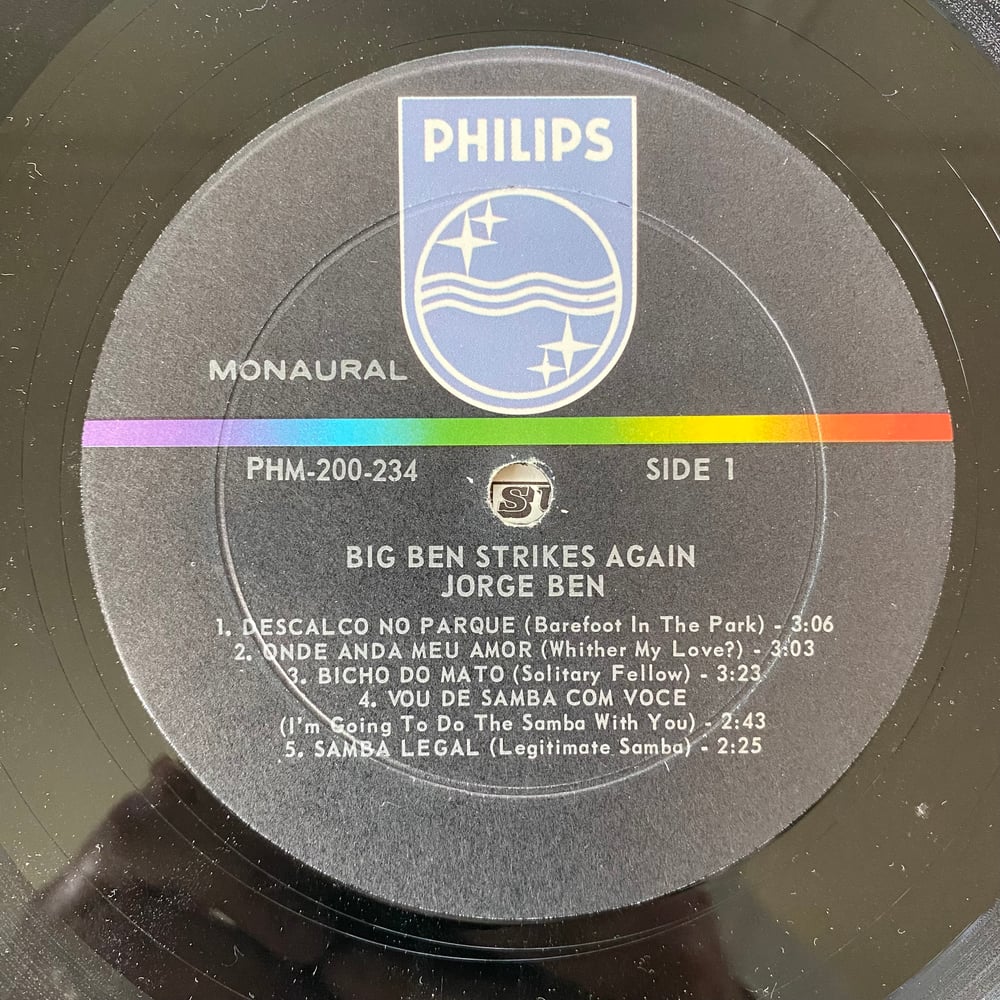 PHILIPS
MONAURAL
PHM-200-234 SIDE 1
BIG BEN STRIKES AGAIN
JORGE BEN
1. DESCALCO NO PARQUE (Barefoot In The Park) - 3:06
2. ONDE ANDA MEU AMOR (Whither My Love?) - 3:03
3. BICHO DO MATO (Solitary Fellow) - 3:23
4. VOU DE SAMBA COM VOCE
(I'm Going To Do The Samba With You) - 2:43
5. SAMBA LEGAL (Legitimate Samba) - 2:25